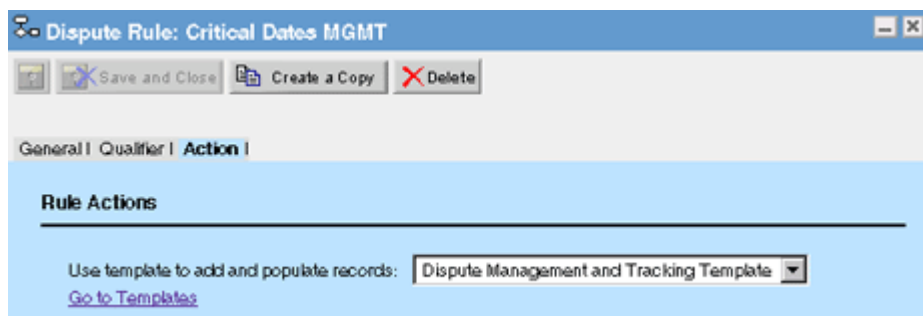 Dispute Rule: Critical Dates MGMT
Save and Close Create a Copy Delete
General | Qualifier | Action |
Rule Actions
Use template to add and populate records: Dispute Management and Tracking Template
Go to Templates